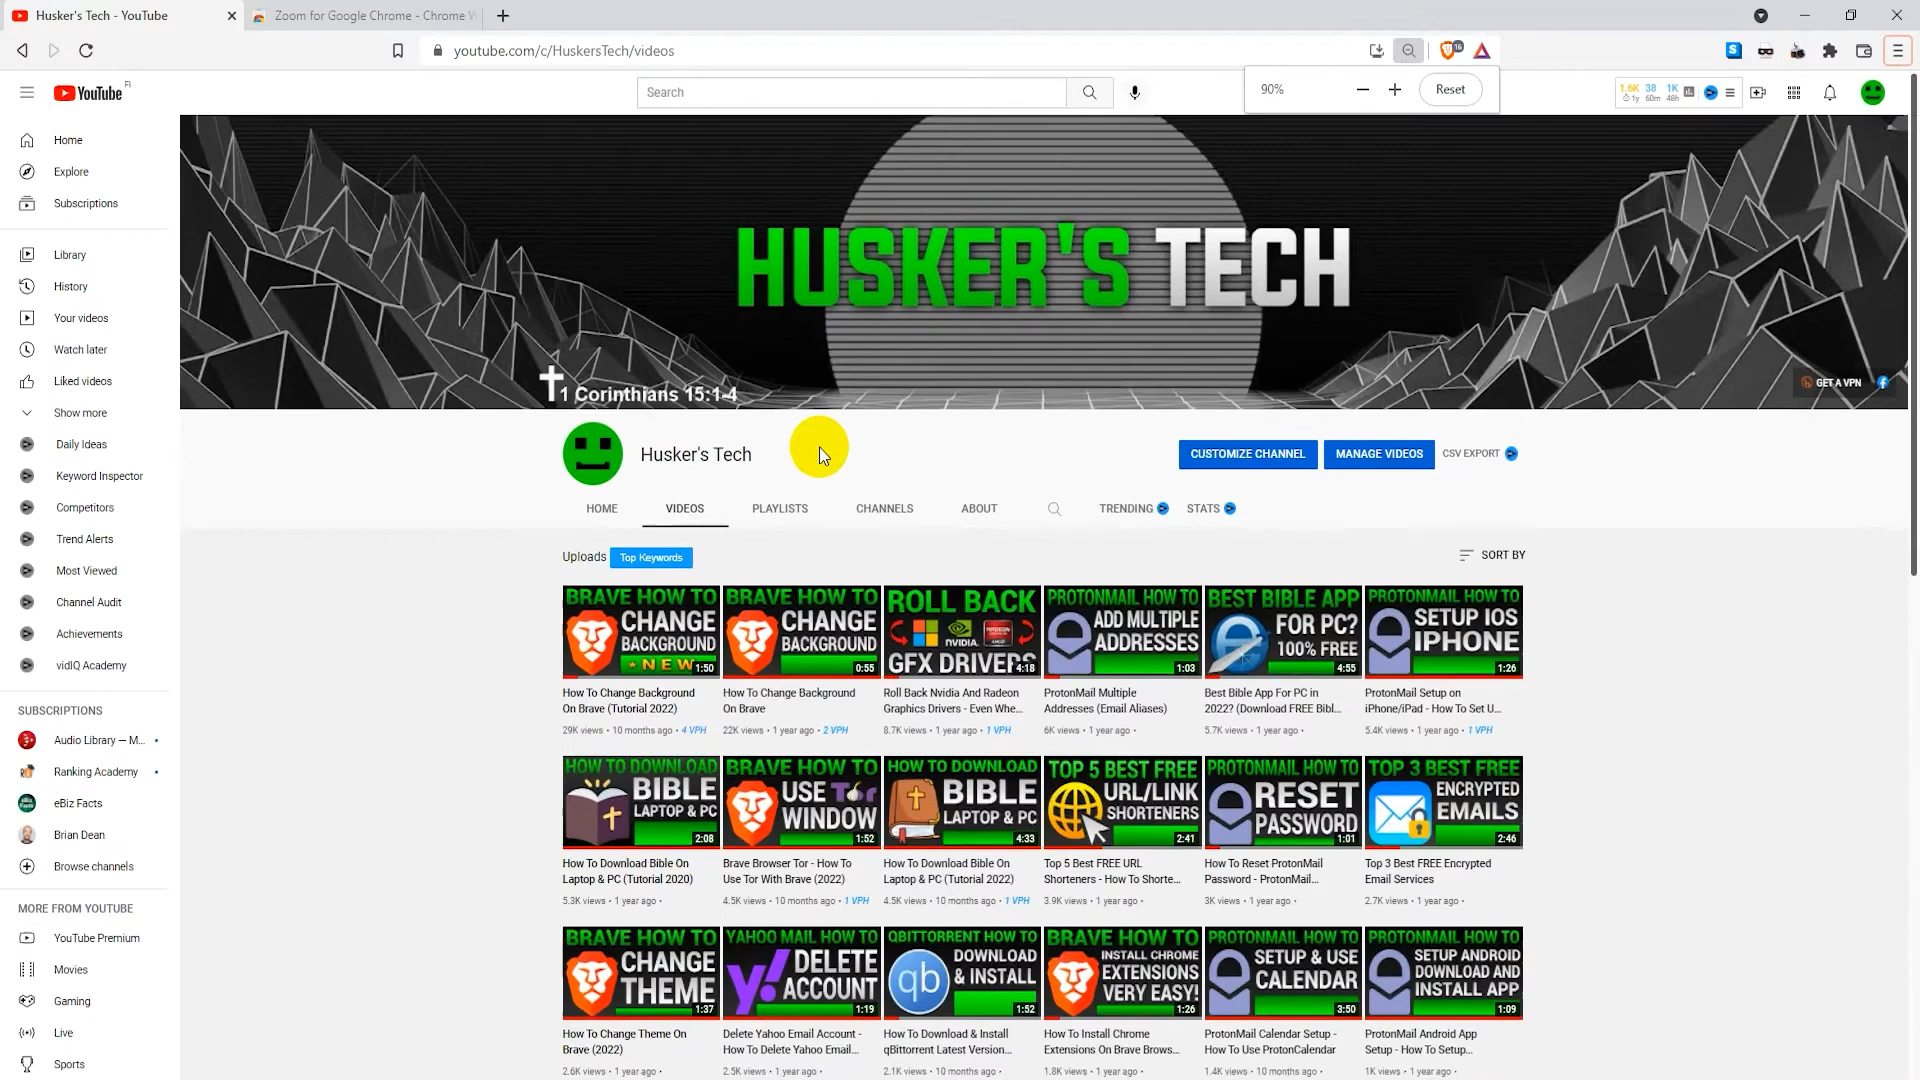 Husker's Tech - YouTube
Zoom for Google Chrome - Chrome W
youtube.com/c/HuskersTech/videos
16
YouTube FI
Search
90%
Reset
1.6K 38 1K
1y 60m 48h
Home
Explore
Subscriptions
Library
History
Your videos
Watch later
Liked videos
Show more
Daily Ideas
Keyword Inspector
Competitors
Trend Alerts
Most Viewed
Channel Audit
Achievements
vidIQ Academy
SUBSCRIPTIONS
Audio Library — M...
Ranking Academy
eBiz Facts
Brian Dean
Browse channels
MORE FROM YOUTUBE
YouTube Premium
Movies
Gaming
Live
Sports
HUSKER'S TECH
1 Corinthians 15:1-4
GET A VPN
Husker's Tech
CUSTOMIZE CHANNEL
MANAGE VIDEOS
CSV EXPORT
HOME
VIDEOS
PLAYLISTS
CHANNELS
ABOUT
TRENDING
STATS
Uploads
Top Keywords
SORT BY
BRAVE HOW TO
CHANGE
BACKGROUND
NEW
1:50
How To Change Background
On Brave (Tutorial 2022)
29K views • 10 months ago • 4 VPH
BRAVE HOW TO
CHANGE
BACKGROUND
0:55
How To Change Background
On Brave
22K views • 1 year ago • 2 VPH
ROLL BACK
NVIDIA
RADEON
GFX DRIVERS
4:18
Roll Back Nvidia And Radeon
Graphics Drivers - Even Whe...
8.7K views • 1 year ago • 1 VPH
PROTONMAIL HOW TO
ADD MULTIPLE
ADDRESSES
1:03
ProtonMail Multiple
Addresses (Email Aliases)
6K views • 1 year ago •
BEST BIBLE APP
FOR PC?
100% FREE
4:55
Best Bible App For PC in
2022? (Download FREE Bibl...
5.7K views • 1 year ago •
PROTONMAIL HOW TO
SETUP IOS
IPHONE
1:26
ProtonMail Setup on
iPhone/iPad - How To Set U...
5.4K views • 1 year ago • 1 VPH
HOW TO DOWNLOAD
BIBLE
LAPTOP & PC
2:08
How To Download Bible On
Laptop & PC (Tutorial 2020)
5.3K views • 1 year ago •
BRAVE HOW TO
USE Tor
WINDOW
1:52
Brave Browser Tor - How To
Use Tor With Brave (2022)
4.5K views • 10 months ago • 1 VPH
HOW TO DOWNLOAD
BIBLE
LAPTOP & PC
4:33
How To Download Bible On
Laptop & PC (Tutorial 2022)
4.5K views • 10 months ago • 1 VPH
TOP 5 BEST FREE
URL/LINK
SHORTENERS
2:41
Top 5 Best FREE URL
Shorteners - How To Shorte...
3.9K views • 1 year ago •
PROTONMAIL HOW TO
RESET
PASSWORD
1:01
How To Reset ProtonMail
Password - ProtonMail...
3K views • 1 year ago •
TOP 3 BEST FREE
ENCRYPTED
EMAILS
2:46
Top 3 Best FREE Encrypted
Email Services
2.7K views • 1 year ago •
BRAVE HOW TO
CHANGE
THEME
1:37
How To Change Theme On
Brave (2022)
2.6K views • 1 year ago •
YAHOO MAIL HOW TO
DELETE
ACCOUNT
1:19
Delete Yahoo Email Account -
How To Delete Yahoo Email...
2.5K views • 1 year ago •
QBITTORRENT HOW TO
DOWNLOAD
& INSTALL
qb
1:52
How To Download & Install
qBittorrent Latest Version...
2.1K views • 10 months ago •
BRAVE HOW TO
INSTALL CHROME
EXTENSIONS
VERY EASY!
1:26
How To Install Chrome
Extensions On Brave Brows...
1.8K views • 1 year ago •
PROTONMAIL HOW TO
SETUP & USE
CALENDAR
3:50
ProtonMail Calendar Setup -
How To Use ProtonCalendar
1.4K views • 10 months ago •
PROTONMAIL HOW TO
SETUP ANDROID
DOWNLOAD AND
INSTALL APP
1:09
ProtonMail Android App
Setup - How To Setup...
1K views • 1 year ago •